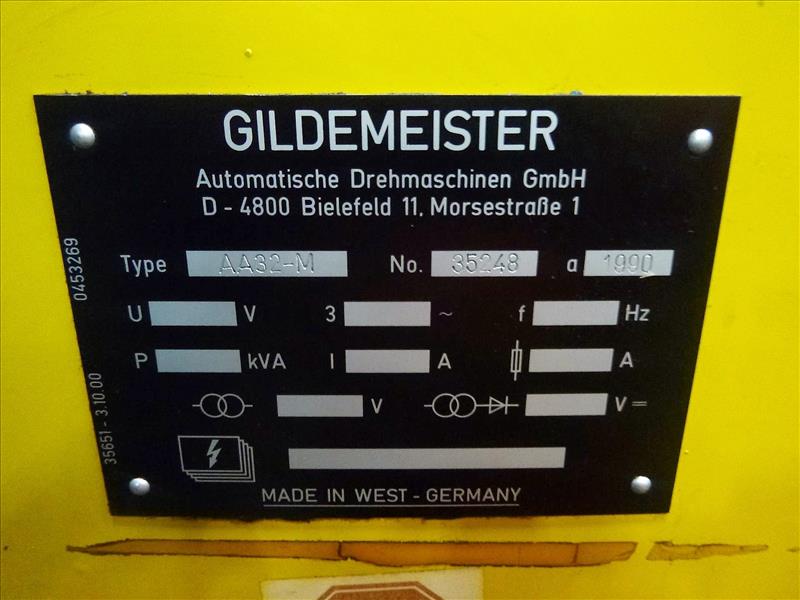 GILDEMEISTER
Automatische Drehmaschinen GmbH
D - 4800 Bielefeld 11, Morsestraße 1
Type AA32-M No. 35248 a 1990
U V 3 ~ f Hz
P kVA I A A
V V=
MADE IN WEST - GERMANY
0453269
35651 - 3.10.00